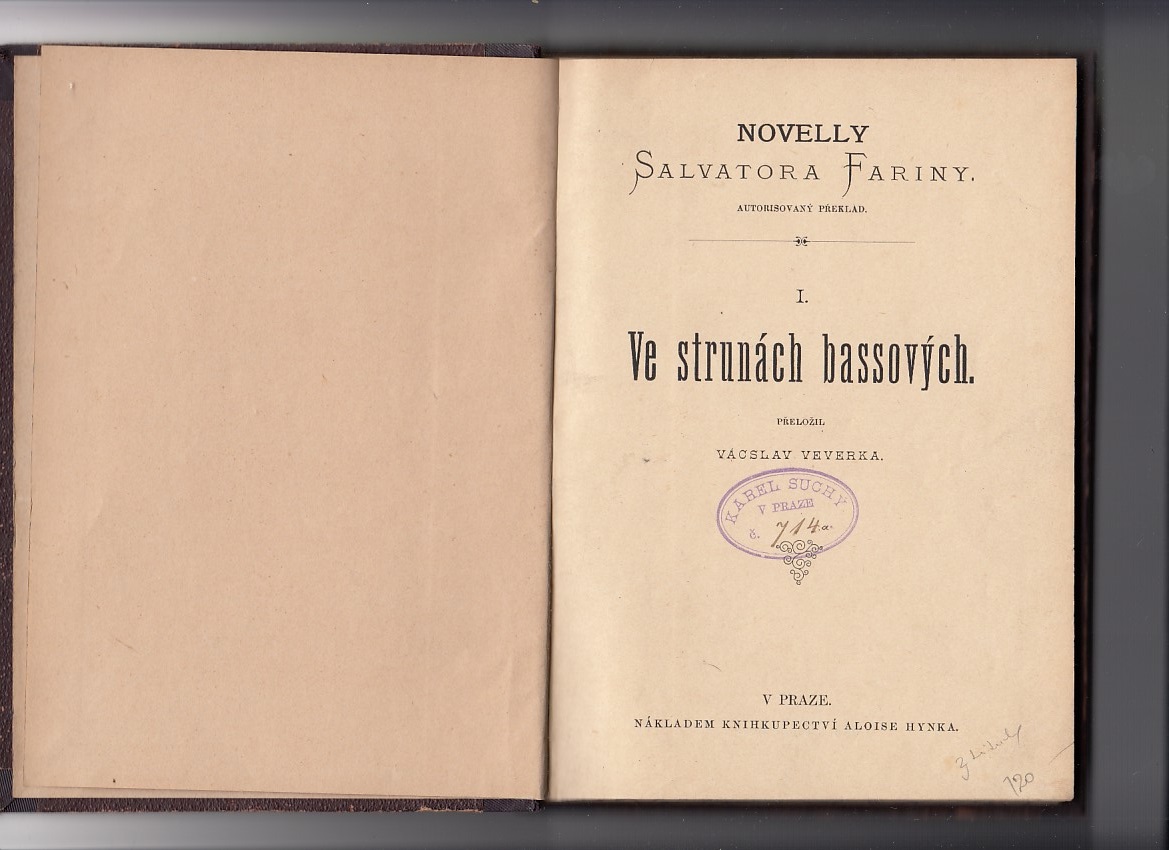 NOVELLY
SALVATORA FARINY.
AUTORISOVANÝ PŘEKLAD.
I.
Ve strunách bassových.
PŘELOŽIL
VÁCSLAV VEVERKA.
KAREL SUCHÝ
V PRAZE
č. 714a.
V PRAZE.
NÁKLADEM KNIHKUPECTVÍ ALOISE HYNKA.
120